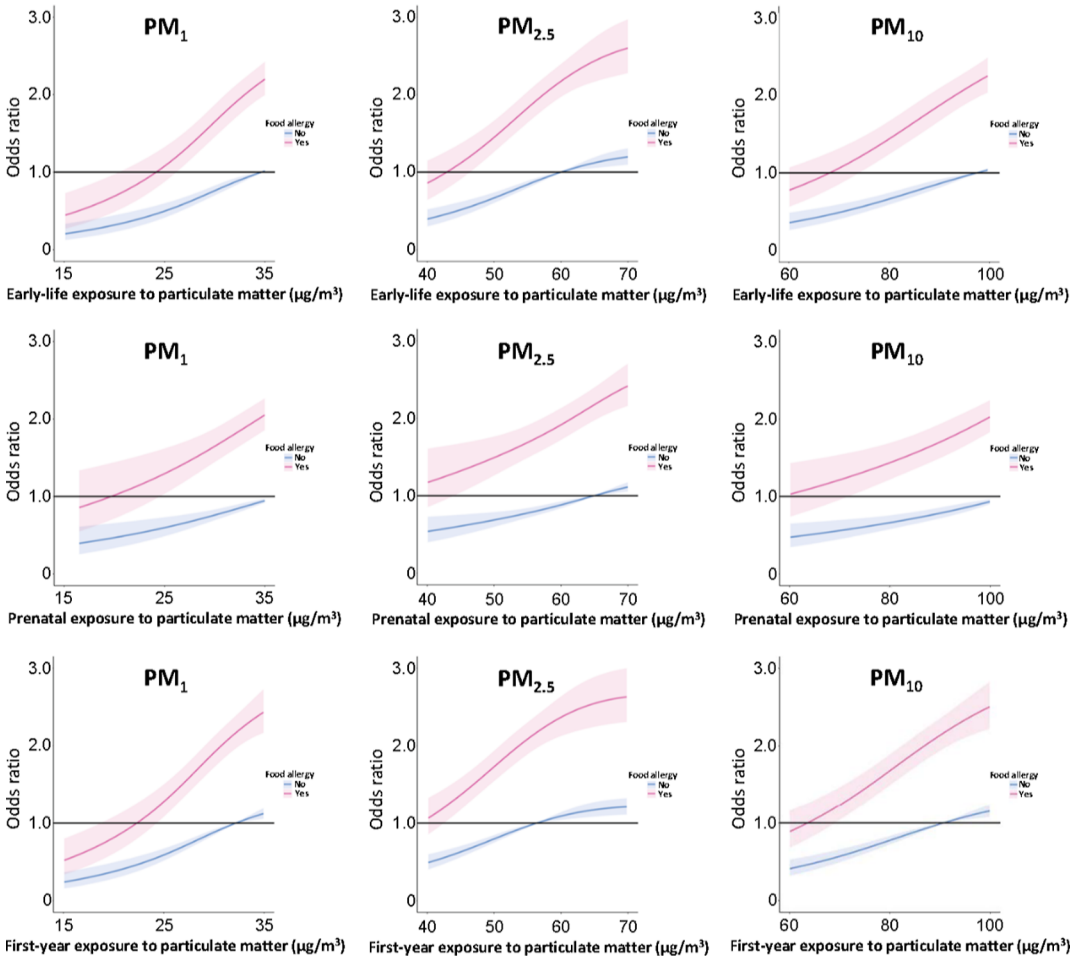 PM1
3.0
2.0
1.0
0
Odds ratio
Food allergy
No
Yes
15 25 35
Early-life exposure to particulate matter (µg/m³)
PM2.5
3.0
2.0
1.0
0
Odds ratio
Food allergy
No
Yes
40 50 60 70
Early-life exposure to particulate matter (µg/m³)
PM10
3.0
2.0
1.0
0
Odds ratio
Food allergy
No
Yes
60 80 100
Early-life exposure to particulate matter (µg/m³)
PM1
3.0
2.0
1.0
0
Odds ratio
Food allergy
No
Yes
15 25 35
Prenatal exposure to particulate matter (µg/m³)
PM2.5
3.0
2.0
1.0
0
Odds ratio
Food allergy
No
Yes
40 50 60 70
Prenatal exposure to particulate matter (µg/m³)
PM10
3.0
2.0
1.0
0
Odds ratio
Food allergy
No
Yes
60 80 100
Prenatal exposure to particulate matter (µg/m³)
PM1
3.0
2.0
1.0
0
Odds ratio
Food allergy
No
Yes
15 25 35
First-year exposure to particulate matter (µg/m³)
PM2.5
3.0
2.0
1.0
0
Odds ratio
Food allergy
No
Yes
40 50 60 70
First-year exposure to particulate matter (µg/m³)
PM10
3.0
2.0
1.0
0
Odds ratio
Food allergy
No
Yes
60 80 100
First-year exposure to particulate matter (µg/m³)